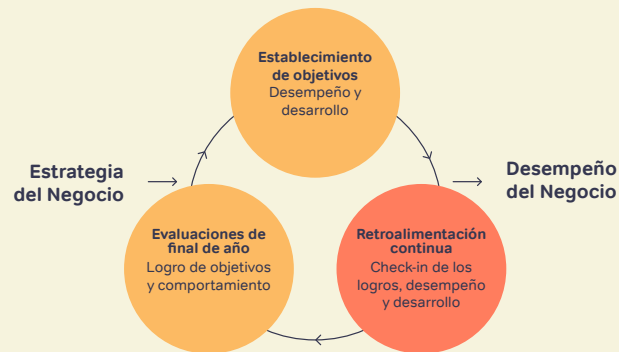 Establecimiento
de objetivos
Desempeño y
desarrollo
Estrategia
del Negocio
Desempeño
del Negocio
Evaluaciones de
final de año
Logro de objetivos
y comportamiento
Retroalimentación
continua
Check-in de los
logros, desempeño
y desarrollo